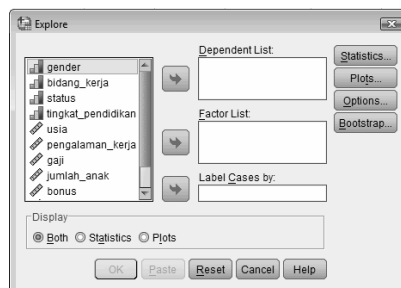 Explore
gender
bidang_kerja
status
tingkat_pendidikan
usia
pengalaman_kerja
gaji
jumlah_anak
bonus
Dependent List:
Factor List:
Label Cases by:
Statistics...
Plots...
Options...
Bootstrap...
Display
Both Statistics Plots
OK Paste Reset Cancel Help